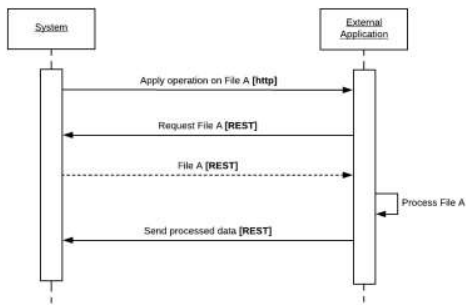 System
External
Application
Apply operation on File A [http]
Request File A [REST]
File A [REST]
Process File A
Send processed data [REST]